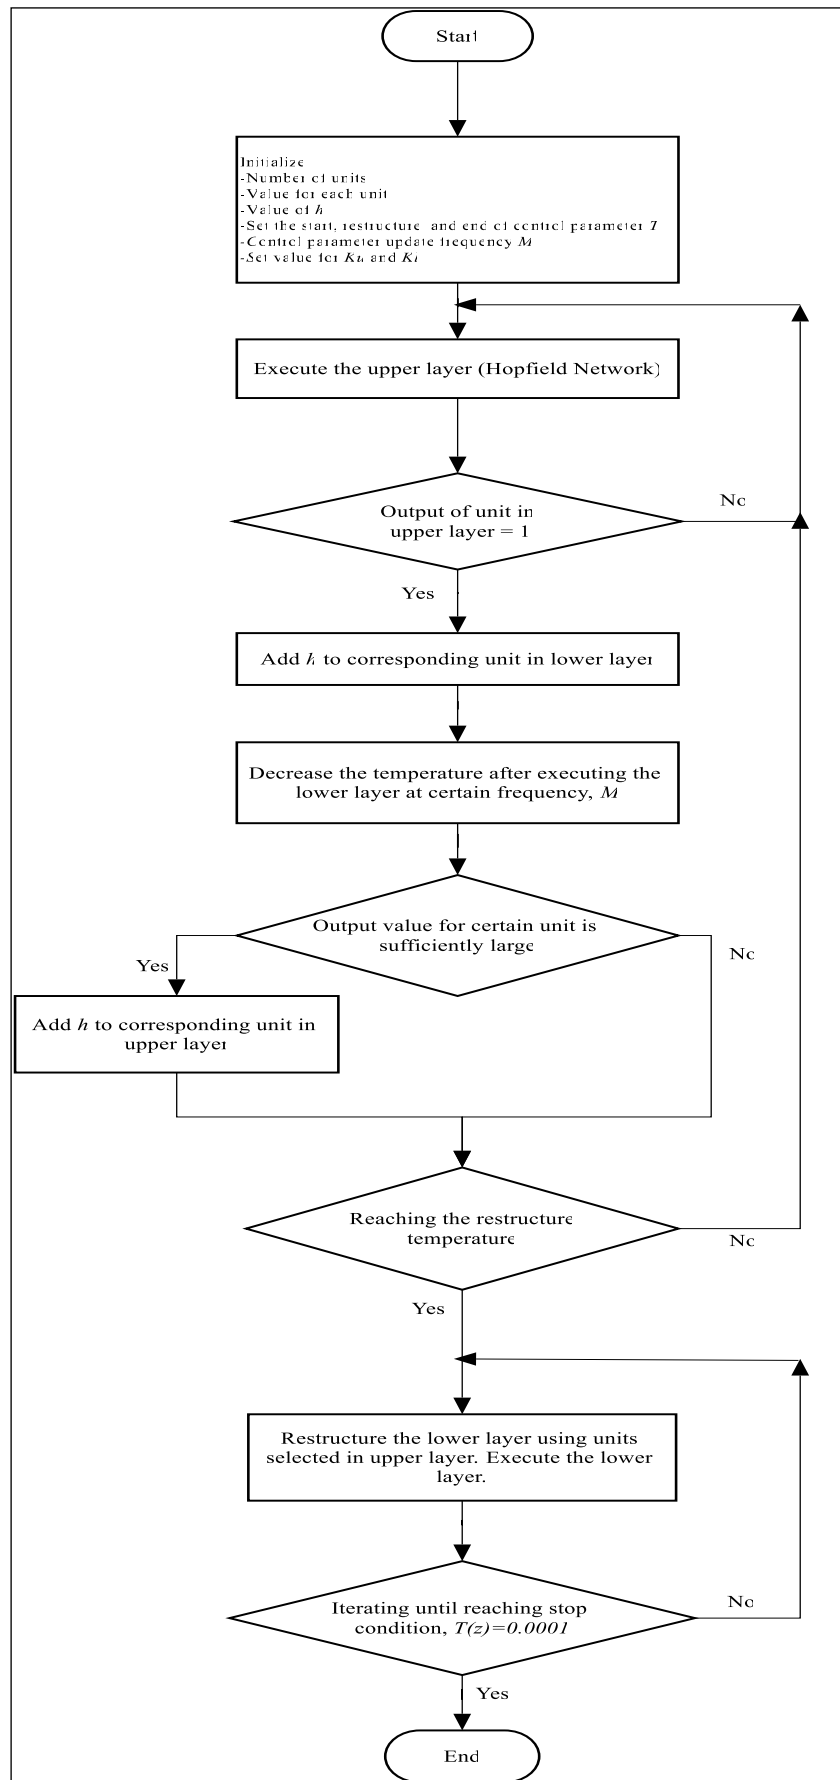 Start
Initialize
-Number of units
-Value for each unit
-Value of h
-Set the start, restructure and end of control parameter T
-Control parameter update frequency M
-Set value for Ku and Kl
Execute the upper layer (Hopfield Network)
Output of unit in
upper layer = 1
No
Yes
Add h to corresponding unit in lower layer
Decrease the temperature after executing the
lower layer at certain frequency, M
Output value for certain unit is
sufficiently large
Yes
No
Add h to corresponding unit in
upper layer
Reaching the restructure
temperature
No
Yes
Restructure the lower layer using units
selected in upper layer. Execute the lower
layer.
Iterating until reaching stop
condition, T(z)=0.0001
No
Yes
End